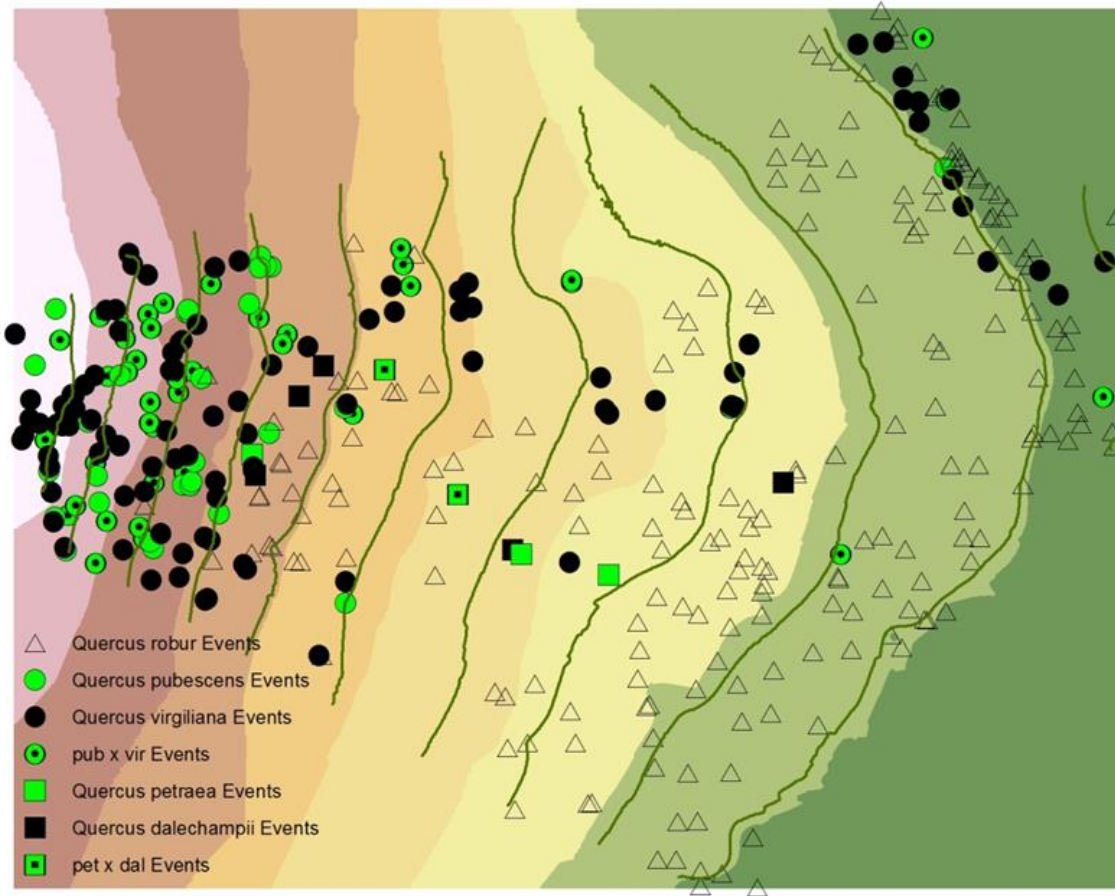 Quercus robur Events
Quercus pubescens Events
Quercus virgiliana Events
pub x vir Events
Quercus petraea Events
Quercus dalechampii Events
pet x dal Events